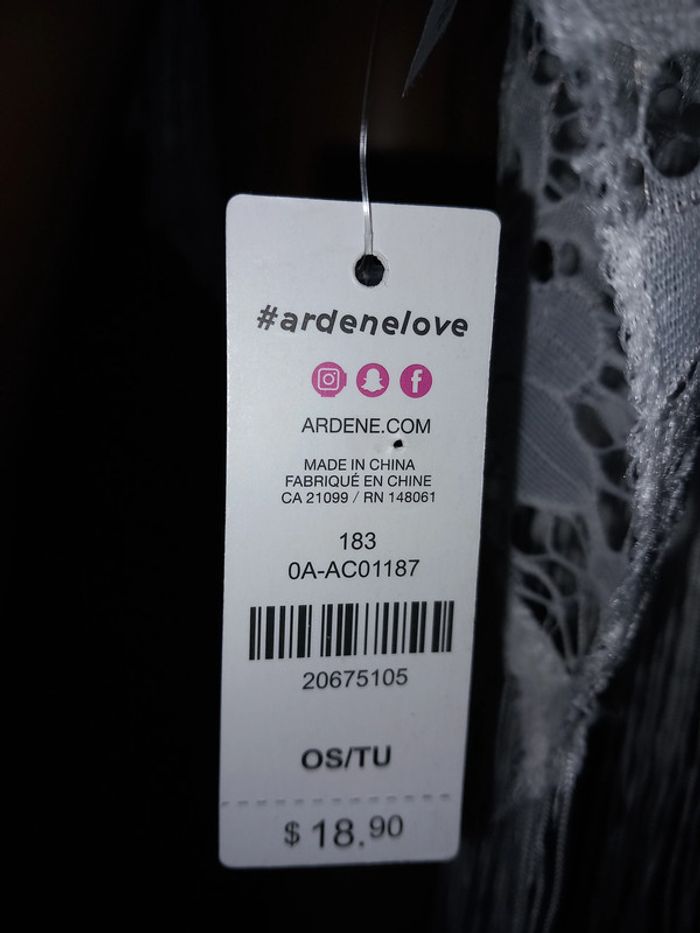 #ardenelove
ARDENE.COM
MADE IN CHINA
FABRIQUÉ EN CHINE
CA 21099 / RN 148061
183
0A-AC01187
20675105
OS/TU
$ 18.90